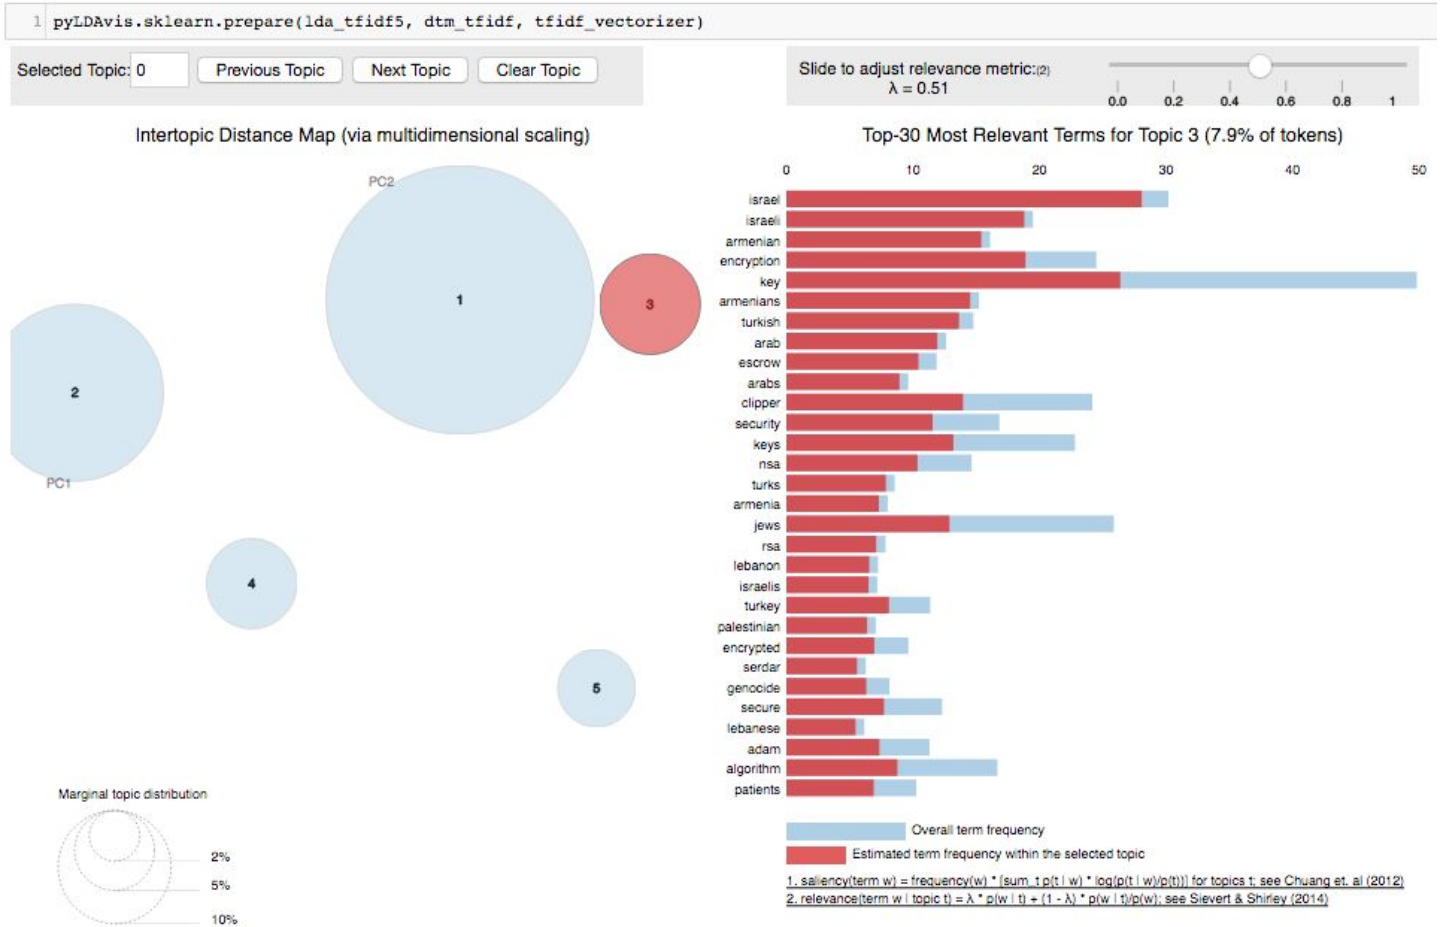 1 pyLDAvis.sklearn.prepare(lda_tfidf5, dtm_tfidf, tfidf_vectorizer)
Selected Topic: 0 Previous Topic Next Topic Clear Topic
Slide to adjust relevance metric:(2)
λ = 0.51
0.0 0.2 0.4 0.6 0.8 1
Intertopic Distance Map (via multidimensional scaling)
PC2
1
3
2
PC1
4
5
Marginal topic distribution
2%
5%
10%
Top-30 Most Relevant Terms for Topic 3 (7.9% of tokens)
0 10 20 30 40 50
israel
israeli
armenian
encryption
key
armenians
turkish
arab
escrow
arabs
clipper
security
keys
nsa
turks
armenia
jews
rsa
lebanon
israelis
turkey
palestinian
encrypted
serdar
genocide
secure
lebanese
adam
algorithm
patients
Overall term frequency
Estimated term frequency within the selected topic
1. saliency(term w) = frequency(w) * [sum_t p(t | w) * log(p(t | w)/p(t))] for topics t; see Chuang et. al (2012)
2. relevance(term w | topic t) = λ * p(w | t) + (1 - λ) * p(w | t)/p(w); see Sievert & Shirley (2014)